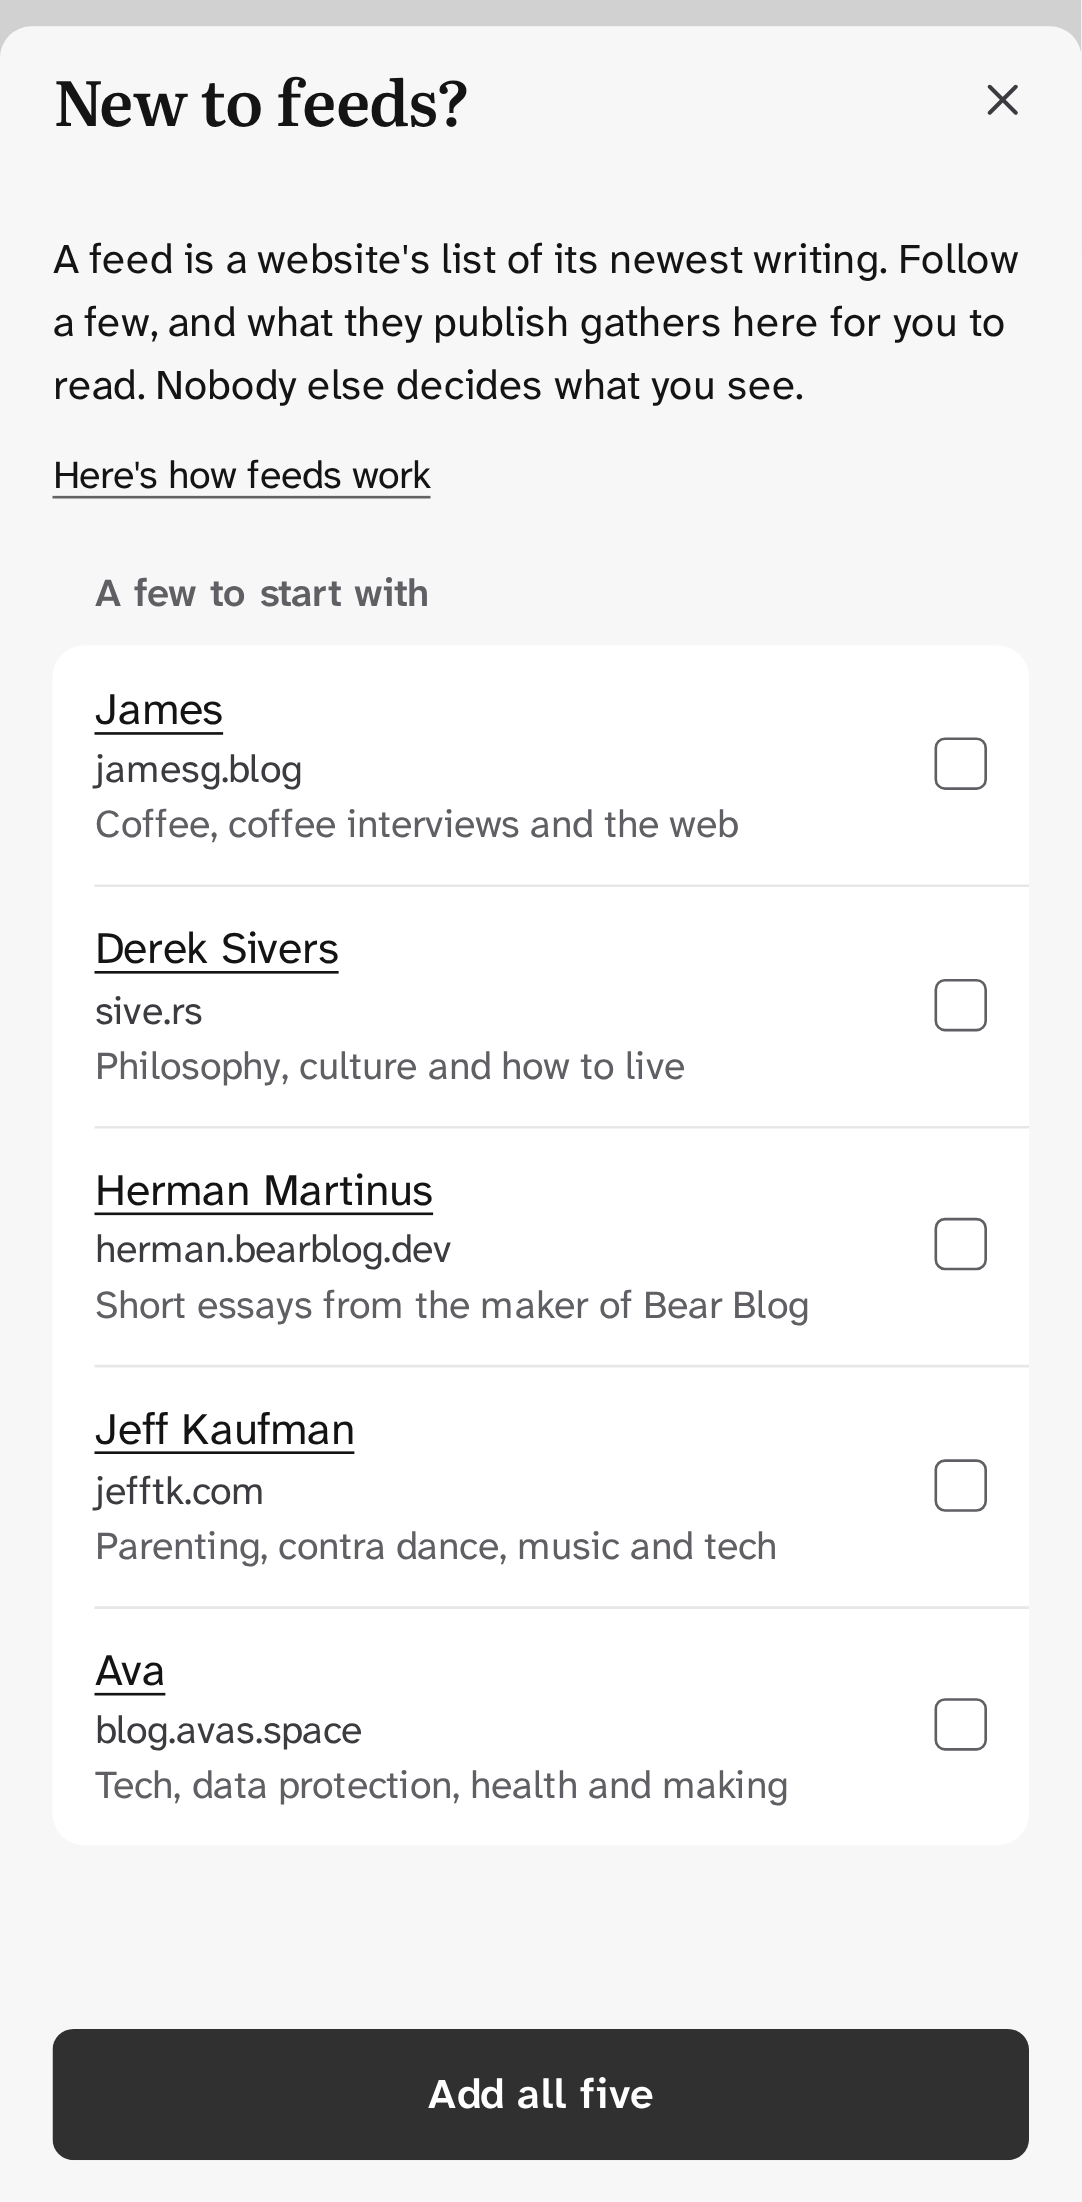 New to feeds?
A feed is a website's list of its newest writing. Follow
a few, and what they publish gathers here for you to
read. Nobody else decides what you see.
Here's how feeds work
A few to start with
James
jamesg.blog
Coffee, coffee interviews and the web
Derek Sivers
sive.rs
Philosophy, culture and how to live
Herman Martinus
herman.bearblog.dev
Short essays from the maker of Bear Blog
Jeff Kaufman
jefftk.com
Parenting, contra dance, music and tech
Ava
blog.avas.space
Tech, data protection, health and making
Add all five